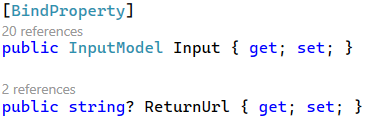 [BindProperty]
20 references
public InputModel Input { get; set; }
2 references
public string? ReturnUrl { get; set; }